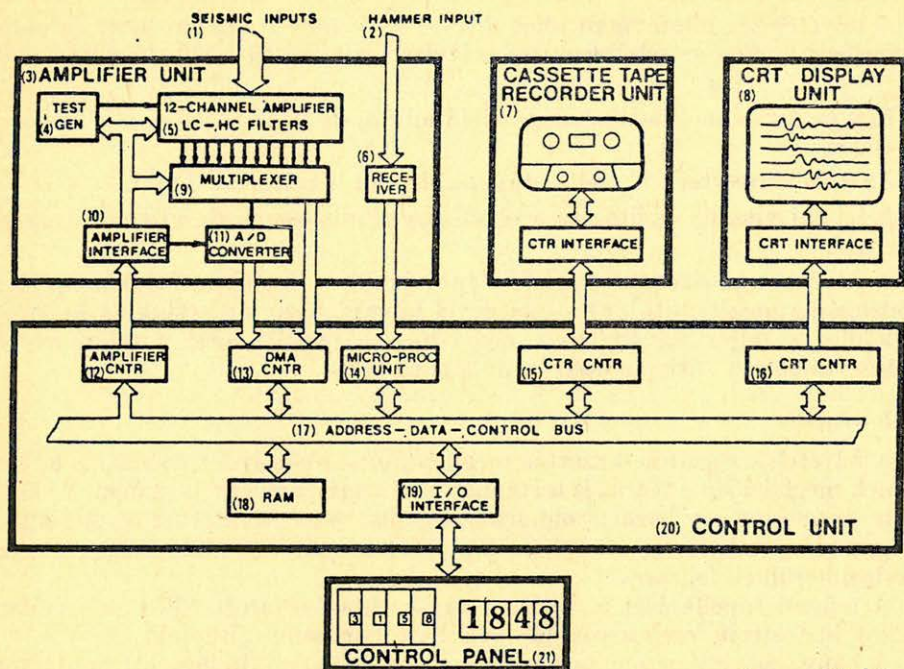 SEISMIC INPUTS
(1)
HAMMER INPUT
(2)
(3) AMPLIFIER UNIT
TEST
(4) GEN
12-CHANNEL AMPLIFIER
(5) LC-, HC FILTERS
(9) MULTIPLEXER
(6)
RECE-
IVER
(10)
AMPLIFIER
INTERFACE
(11) A/D
CONVERTER
CASSETTE TAPE
RECORDER UNIT
(7)
CTR INTERFACE
CRT DISPLAY
UNIT
(8)
CRT INTERFACE
AMPLIFIER
(12) CNTR
DMA
(13) CNTR
MICRO-PROC
(14) UNIT
CTR CNTR
(15)
CRT CNTR
(16)
(17) ADDRESS-DATA-CONTROL BUS
(18) RAM
(19) I/O
INTERFACE
(20) CONTROL UNIT
3 1 5 8
1848
CONTROL PANEL (21)